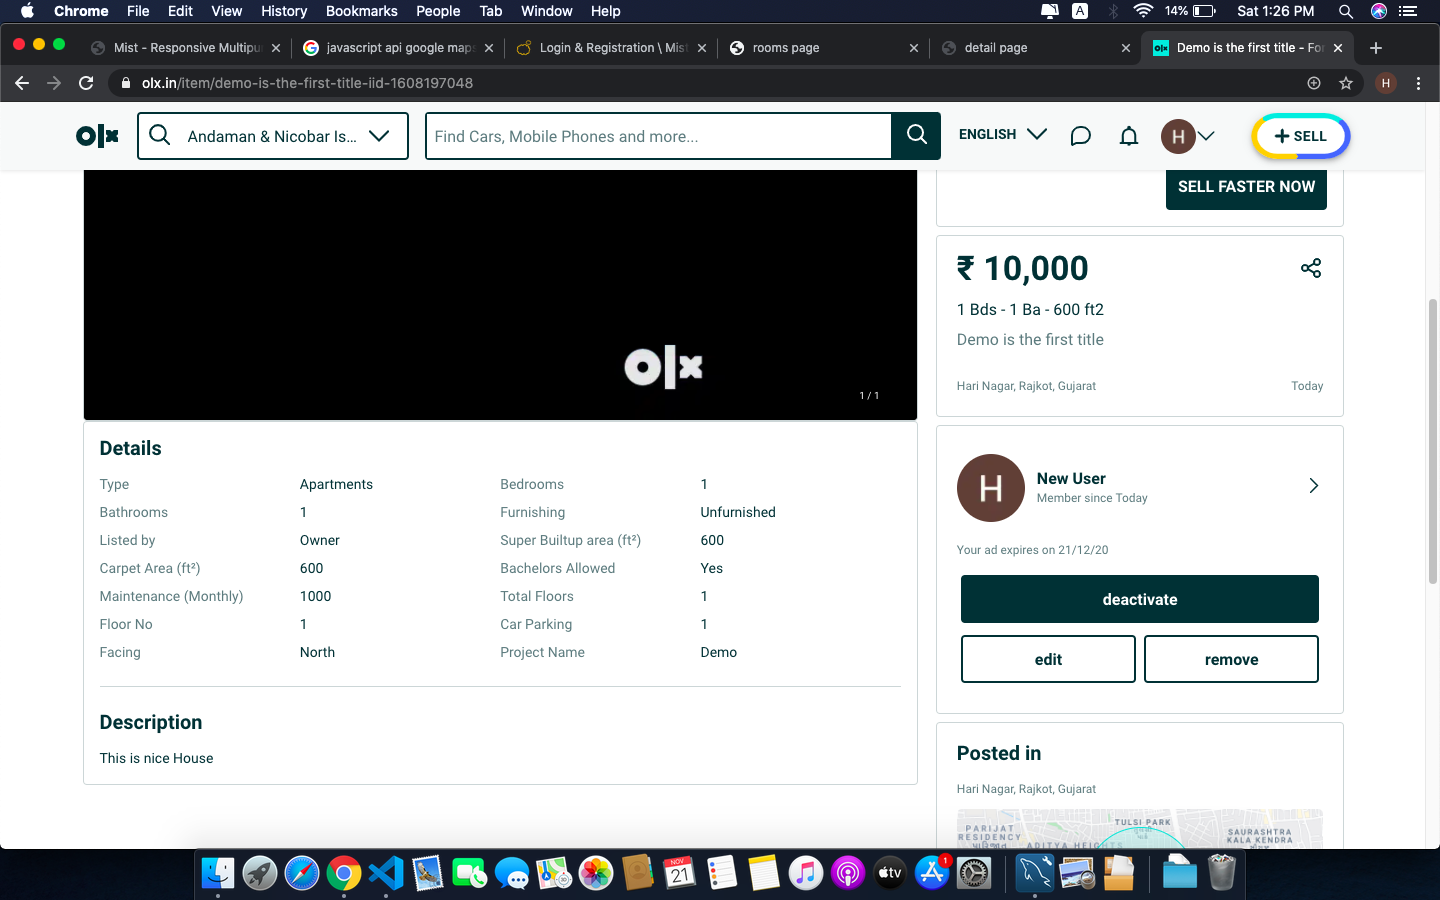 Chrome File Edit View History Bookmarks People Tab Window Help A 14% Sat 1:26 PM
Mist - Responsive Multipu javascript api google map Login & Registration \ Mis rooms page detail page Demo is the first title - Fo
olx.in/item/demo-is-the-first-title-iid-1608197048 H
olx Andaman & Nicobar Is... Find Cars, Mobile Phones and more... ENGLISH H + SELL
SELL FASTER NOW
₹ 10,000
1 Bds - 1 Ba - 600 ft2
Demo is the first title
Hari Nagar, Rajkot, Gujarat Today
olx
1 / 1
Details
Type Apartments Bedrooms 1
Bathrooms 1 Furnishing Unfurnished
Listed by Owner Super Builtup area (ft²) 600
Carpet Area (ft²) 600 Bachelors Allowed Yes
Maintenance (Monthly) 1000 Total Floors 1
Floor No 1 Car Parking 1
Facing North Project Name Demo
Description
This is nice House
H
New User
Member since Today
Your ad expires on 21/12/20
deactivate
edit remove
Posted in
Hari Nagar, Rajkot, Gujarat
TULSI PARK
PARIJAT
RESIDENCY
ADITYA HEIGHTS
SAURASHTRA
KALA KENDRA
NOV
21
tv
1